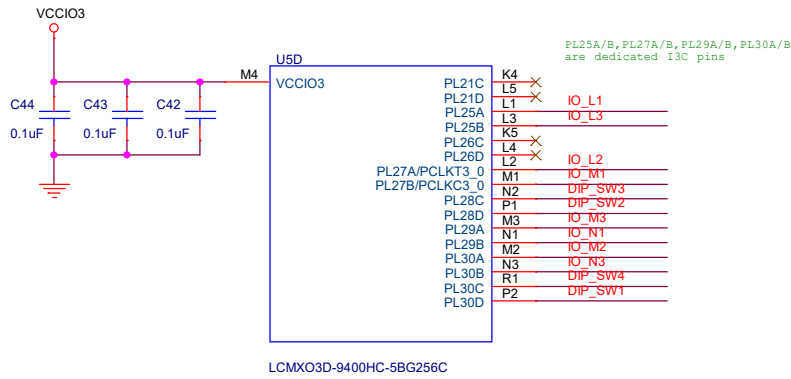 VCCIO3
PL25A/B,PL27A/B,PL29A/B,PL30A/B
are dedicated I3C pins
U5D
M4
VCCIO3
C44
0.1uF
C43
0.1uF
C42
0.1uF
PL21C K4
PL21D L5
PL25A L1 IO_L1
PL25B L3 IO_L3
PL26C K5
PL26D L4
PL27A/PCLKT3_0 L2 IO_L2
PL27B/PCLKC3_0 M1 IO_M1
PL28C N2 DIP_SW3
PL28D P1 DIP_SW2
PL29A M3 IO_M3
PL29B N1 IO_N1
PL30A M2 IO_M2
PL30B N3 IO_N3
PL30C R1 DIP_SW4
PL30D P2 DIP_SW1
LCMXO3D-9400HC-5BG256C